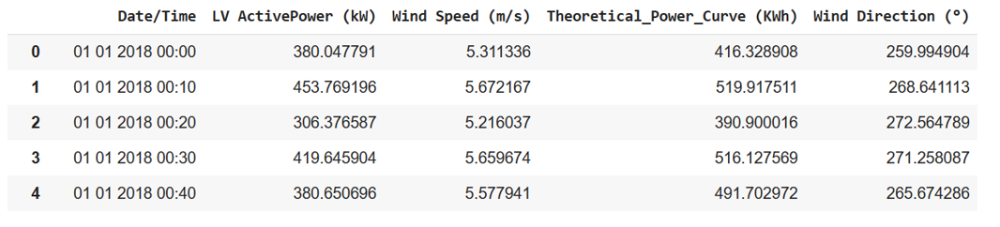 Date/Time LV ActivePower (kW) Wind Speed (m/s) Theoretical_Power_Curve (KWh) Wind Direction (°)
0 01 01 2018 00:00 380.047791 5.311336 416.328908 259.994904
1 01 01 2018 00:10 453.769196 5.672167 519.917511 268.641113
2 01 01 2018 00:20 306.376587 5.216037 390.900016 272.564789
3 01 01 2018 00:30 419.645904 5.659674 516.127569 271.258087
4 01 01 2018 00:40 380.650696 5.577941 491.702972 265.674286